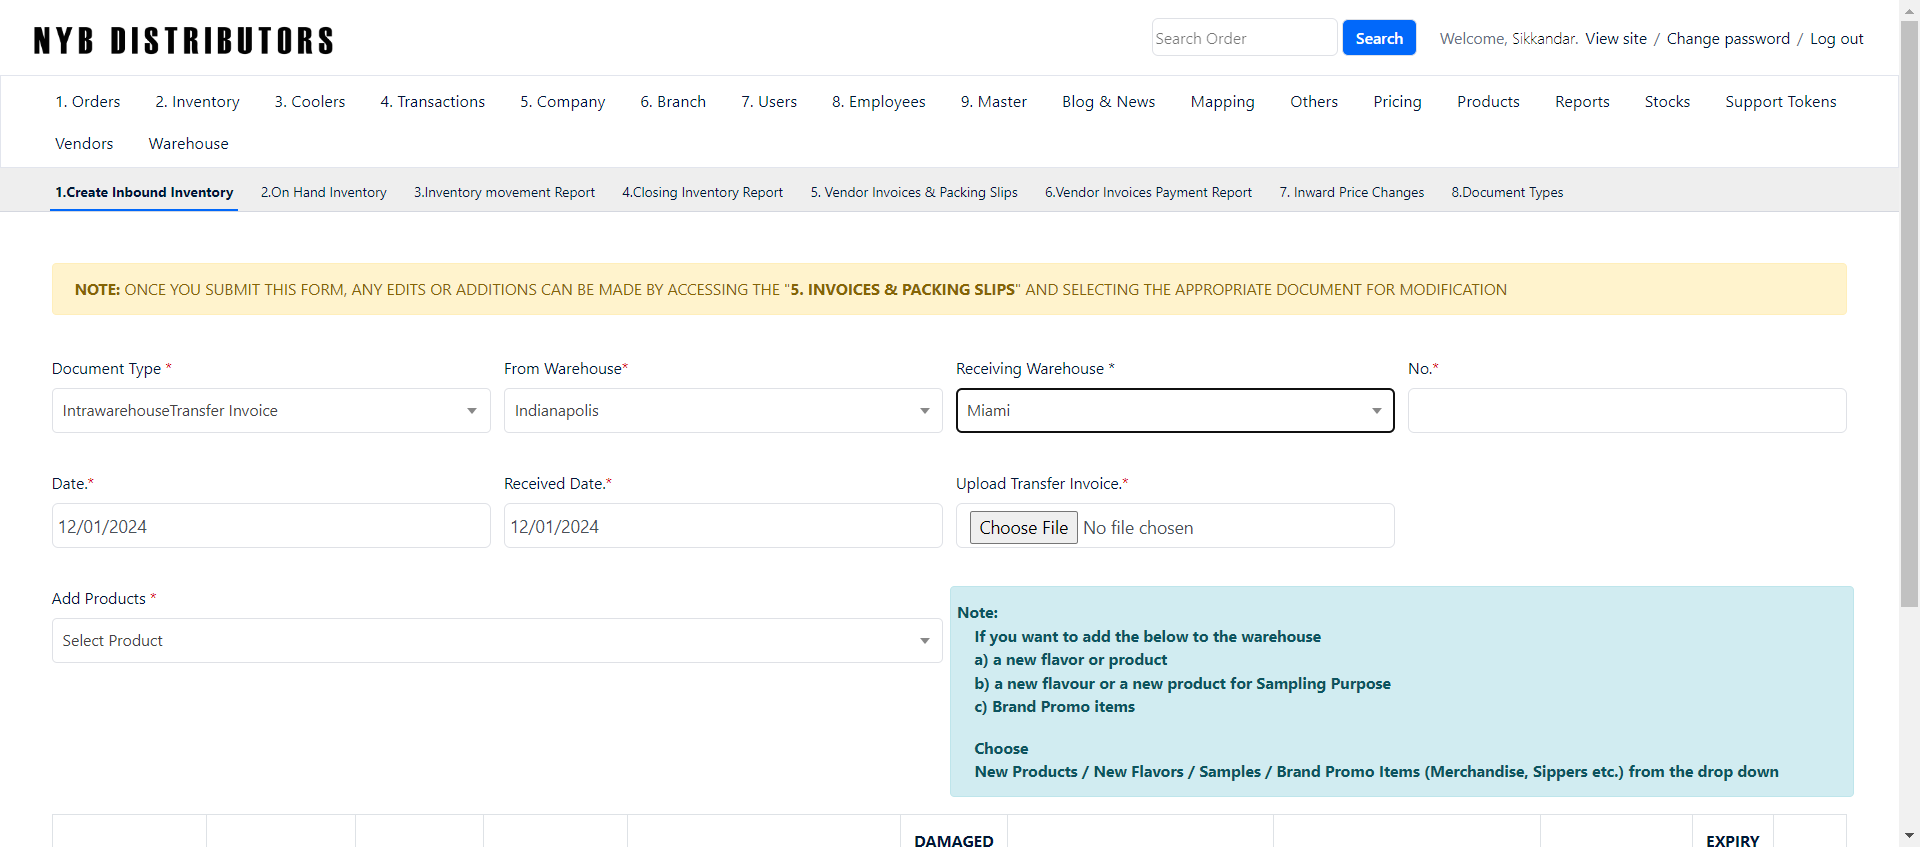 NYB DISTRIBUTORS
Search Order
Search
Welcome, Sikkandar. View site / Change password / Log out
1. Orders 2. Inventory 3. Coolers 4. Transactions 5. Company 6. Branch 7. Users 8. Employees 9. Master Blog & News Mapping Others Pricing Products Reports Stocks Support Tokens
Vendors Warehouse
1.Create Inbound Inventory 2.On Hand Inventory 3.Inventory movement Report 4.Closing Inventory Report 5. Vendor Invoices & Packing Slips 6.Vendor Invoices Payment Report 7. Inward Price Changes 8.Document Types
NOTE: ONCE YOU SUBMIT THIS FORM, ANY EDITS OR ADDITIONS CAN BE MADE BY ACCESSING THE "5. INVOICES & PACKING SLIPS" AND SELECTING THE APPROPRIATE DOCUMENT FOR MODIFICATION
Document Type * From Warehouse* Receiving Warehouse * No.*
IntrawarehouseTransfer Invoice Indianapolis Miami
Date.* Received Date.* Upload Transfer Invoice.*
12/01/2024 12/01/2024 Choose File No file chosen
Add Products *
Select Product
Note:
If you want to add the below to the warehouse
a) a new flavor or product
b) a new flavour or a new product for Sampling Purpose
c) Brand Promo items
Choose
New Products / New Flavors / Samples / Brand Promo Items (Merchandise, Sippers etc.) from the drop down
DAMAGED EXPIRY